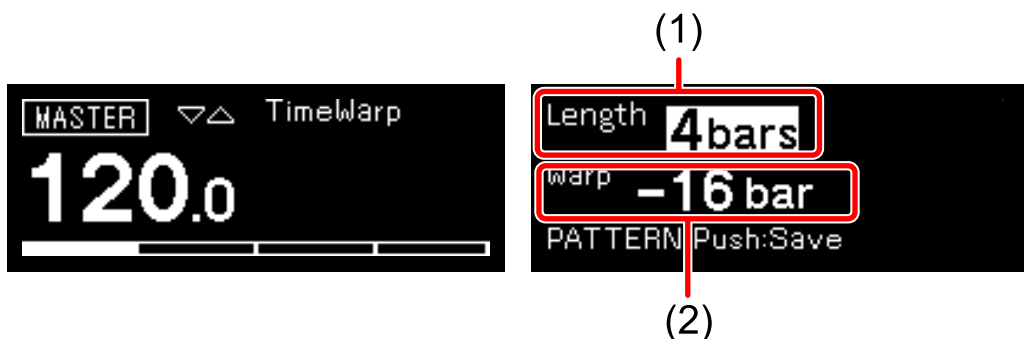 (1)
MASTER ▽△ TimeWarp
120.0
Length 4bars
Warp -16 bar
PATTERN Push:Save
(2)